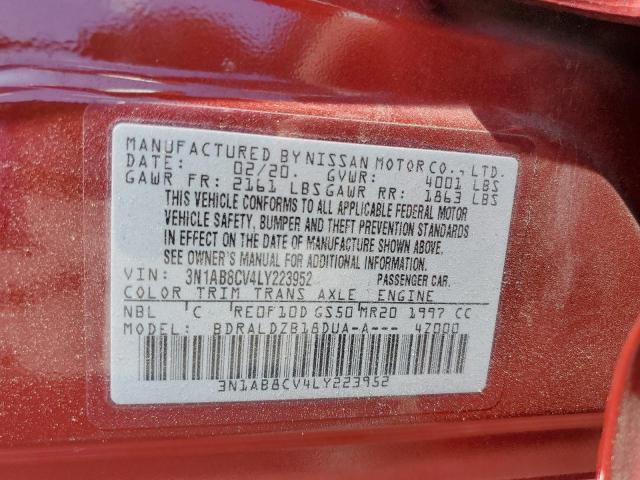 MANUFACTURED BY NISSAN MOTOR CO., LTD.
DATE: 02/20. GVWR: 4001 LBS
GAWR FR: 2161 LBS GAWR RR: 1863 LBS
THIS VEHICLE CONFORMS TO ALL APPLICABLE FEDERAL MOTOR
VEHICLE SAFETY, BUMPER AND THEFT PREVENTION STANDARDS
IN EFFECT ON THE DATE OF MANUFACTURE SHOWN ABOVE.
SEE OWNER'S MANUAL FOR ADDITIONAL INFORMATION.
VIN: 3N1AB8CV4LY223952 PASSENGER CAR.
COLOR TRIM TRANS AXLE ENGINE
NBL C RE0F10D GS50 MR20 1997 CC
MODEL: BDRALDZB18DUA-A--- 4Z000
3N1AB8CV4LY223952